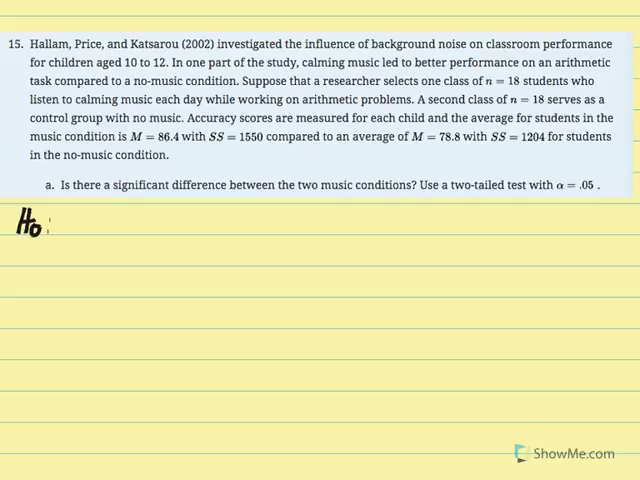 15. Hallam, Price, and Katsarou (2002) investigated the influence of background noise on classroom performance
for children aged 10 to 12. In one part of the study, calming music led to better performance on an arithmetic
task compared to a no-music condition. Suppose that a researcher selects one class of n = 18 students who
listen to calming music each day while working on arithmetic problems. A second class of n = 18 serves as a
control group with no music. Accuracy scores are measured for each child and the average for students in the
music condition is M = 86.4 with SS = 1550 compared to an average of M = 78.8 with SS = 1204 for students
in the no-music condition.
a. Is there a significant difference between the two music conditions? Use a two-tailed test with α = .05 .
H₀ :
ShowMe.com